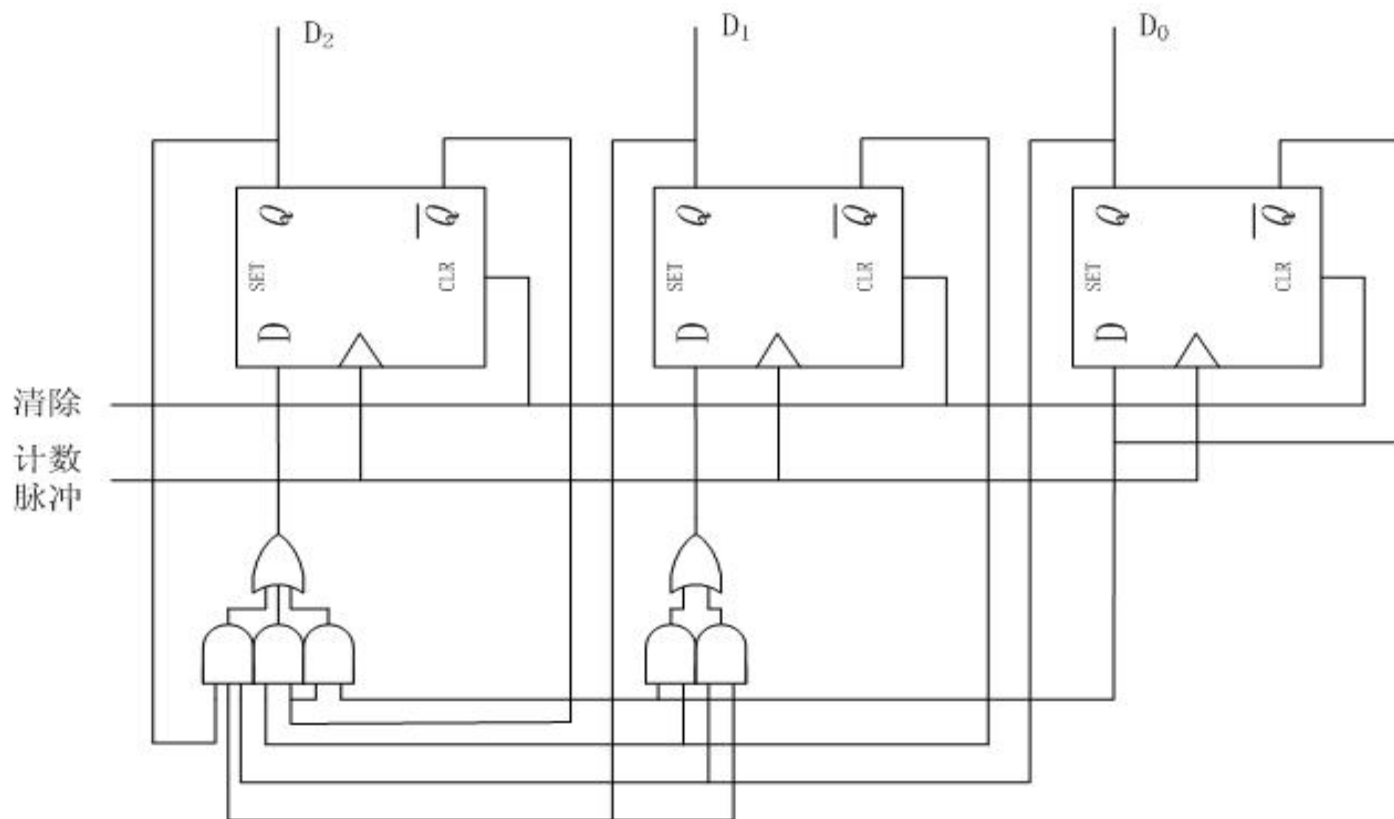 D₂ D₁ D₀
Q Q̅ Q Q̅ Q Q̅
SET CLR SET CLR SET CLR
D D D
清除
计数
脉冲